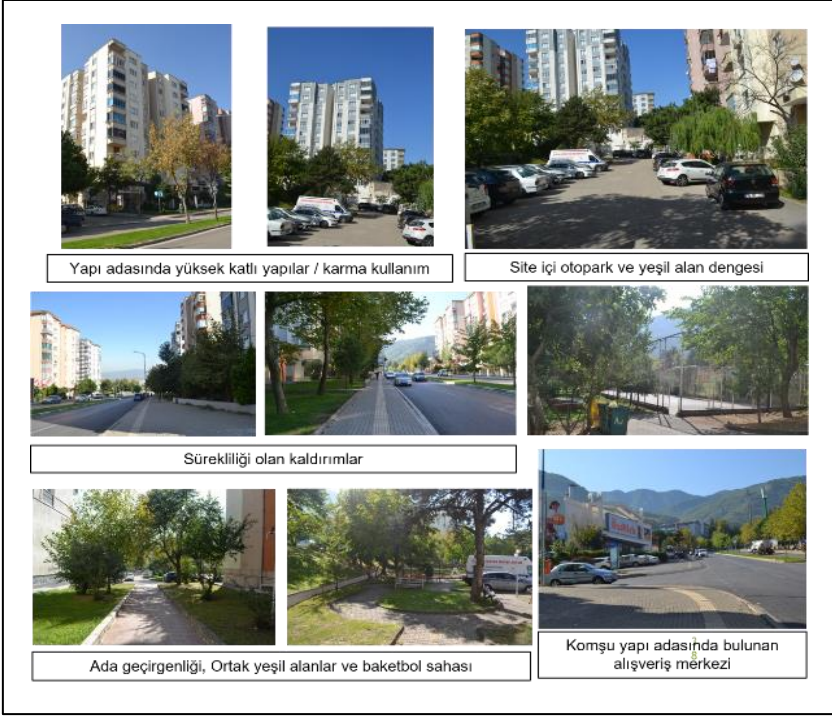 Yapı adasında yüksek katlı yapılar / karma kullanım
Site içi otopark ve yeşil alan dengesi
Sürekliliği olan kaldırımlar
Ada geçirgenliği, Ortak yeşil alanlar ve baketbol sahası
Komşu yapı adasında bulunan
alışveriş merkezi